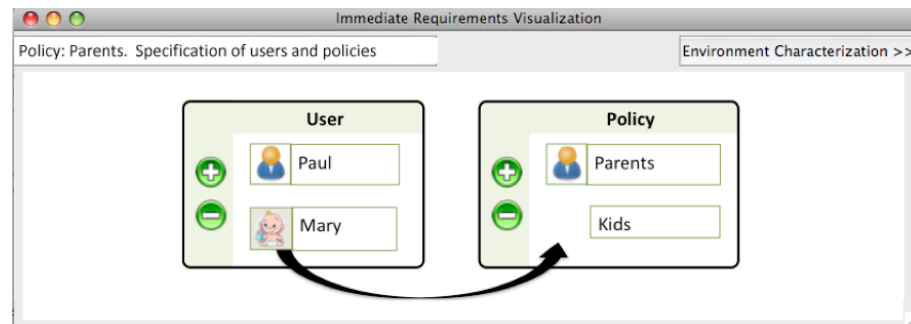 Immediate Requirements Visualization
Policy: Parents. Specification of users and policies
Environment Characterization >>
User
Policy
Paul
Parents
Mary
Kids